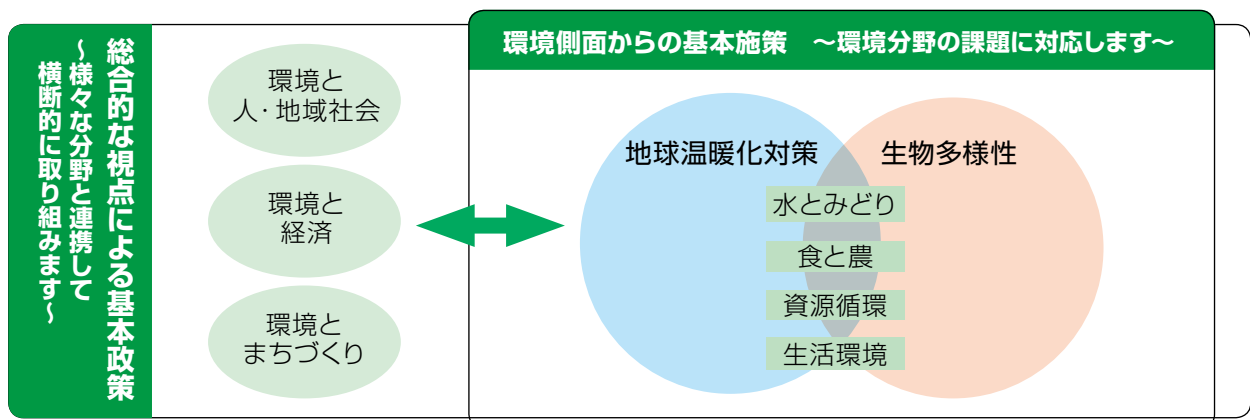 総合的な視点による基本政策
～様々な分野と連携して
横断的に取り組みます～
環境と
人・地域社会
環境と
経済
環境と
まちづくり
環境側面からの基本施策　～環境分野の課題に対応します～
地球温暖化対策
生物多様性
水とみどり
食と農
資源循環
生活環境